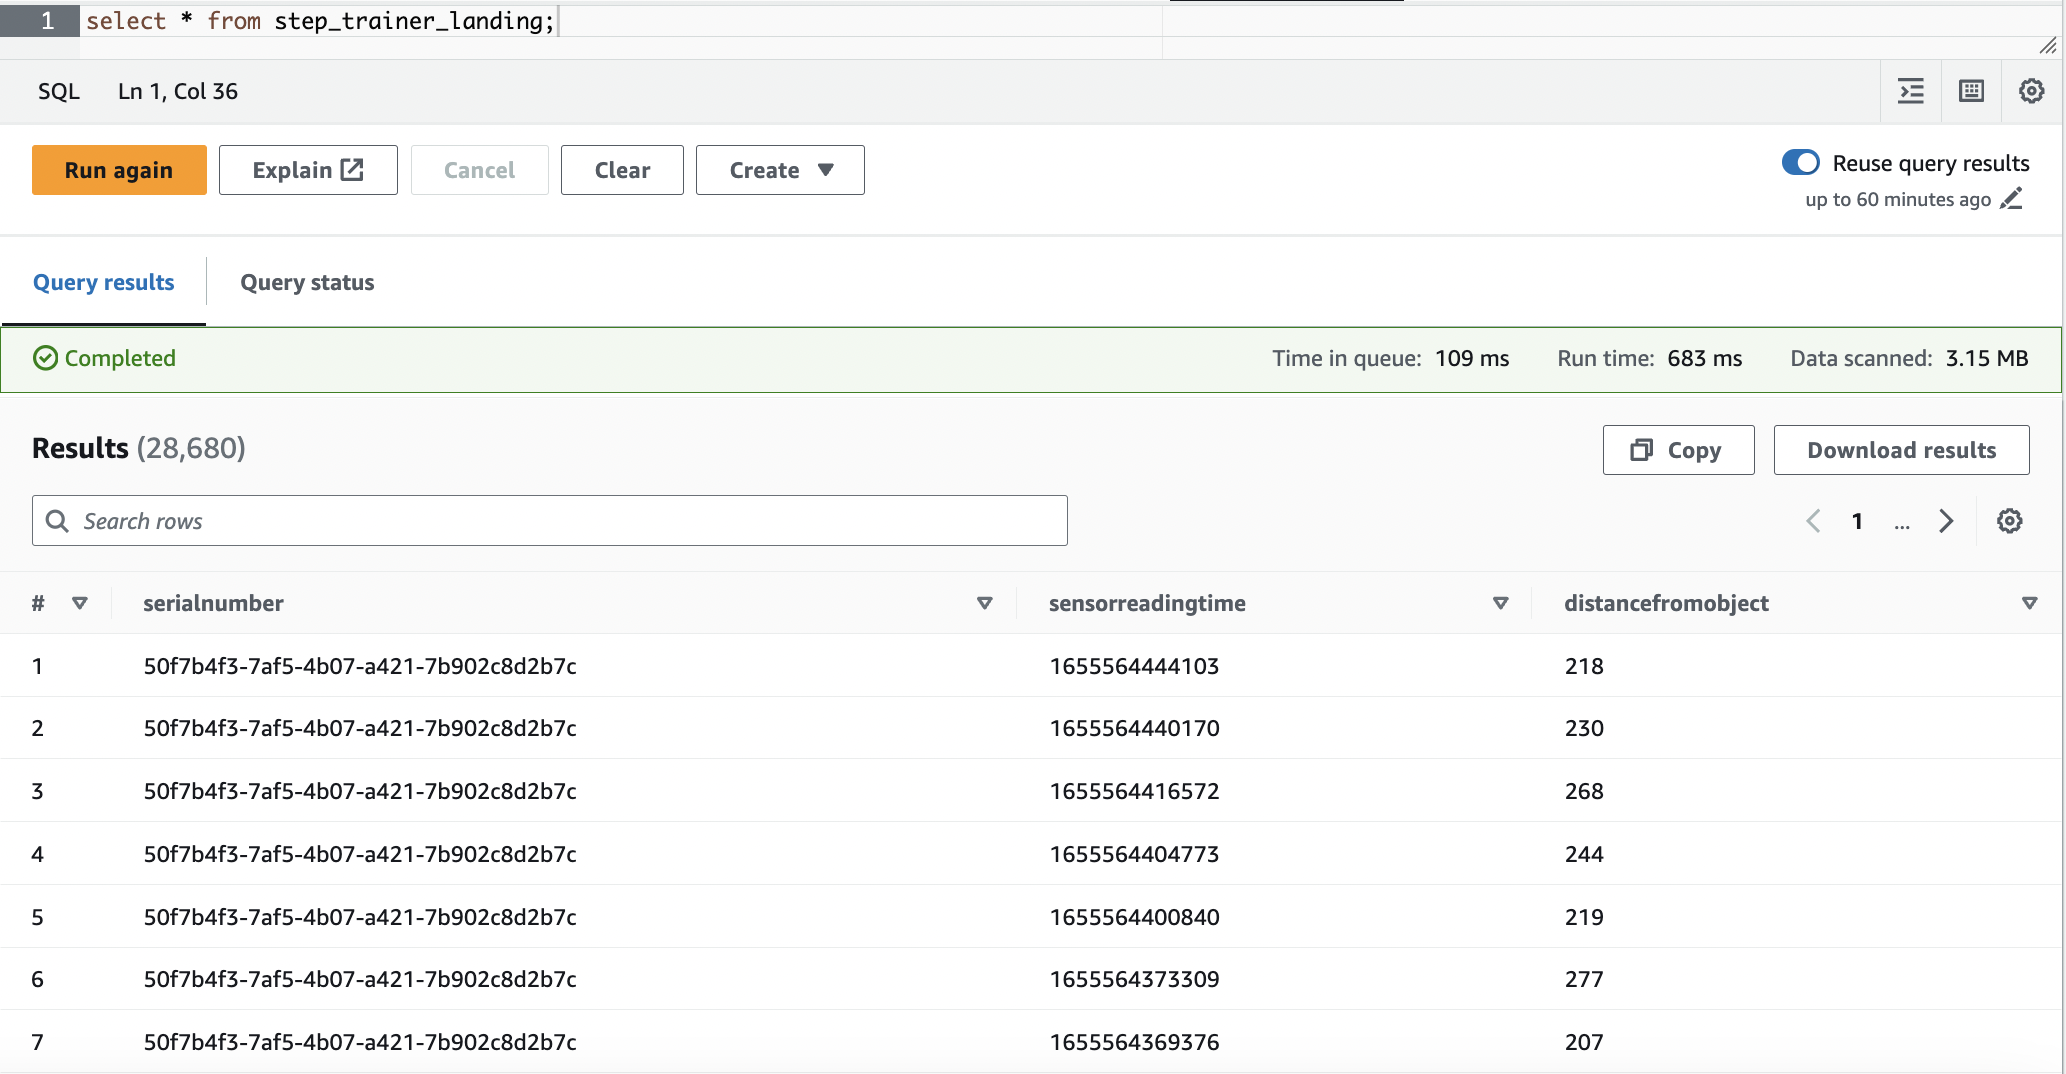 1 select * from step_trainer_landing;
SQL Ln 1, Col 36
Run again Explain Cancel Clear Create Reuse query results
up to 60 minutes ago
Query results Query status
Completed Time in queue: 109 ms Run time: 683 ms Data scanned: 3.15 MB
Results (28,680) Copy Download results
Search rows 1 ...
# serialnumber sensorreadingtime distancefromobject
1 50f7b4f3-7af5-4b07-a421-7b902c8d2b7c 1655564444103 218
2 50f7b4f3-7af5-4b07-a421-7b902c8d2b7c 1655564440170 230
3 50f7b4f3-7af5-4b07-a421-7b902c8d2b7c 1655564416572 268
4 50f7b4f3-7af5-4b07-a421-7b902c8d2b7c 1655564404773 244
5 50f7b4f3-7af5-4b07-a421-7b902c8d2b7c 1655564400840 219
6 50f7b4f3-7af5-4b07-a421-7b902c8d2b7c 1655564373309 277
7 50f7b4f3-7af5-4b07-a421-7b902c8d2b7c 1655564369376 207